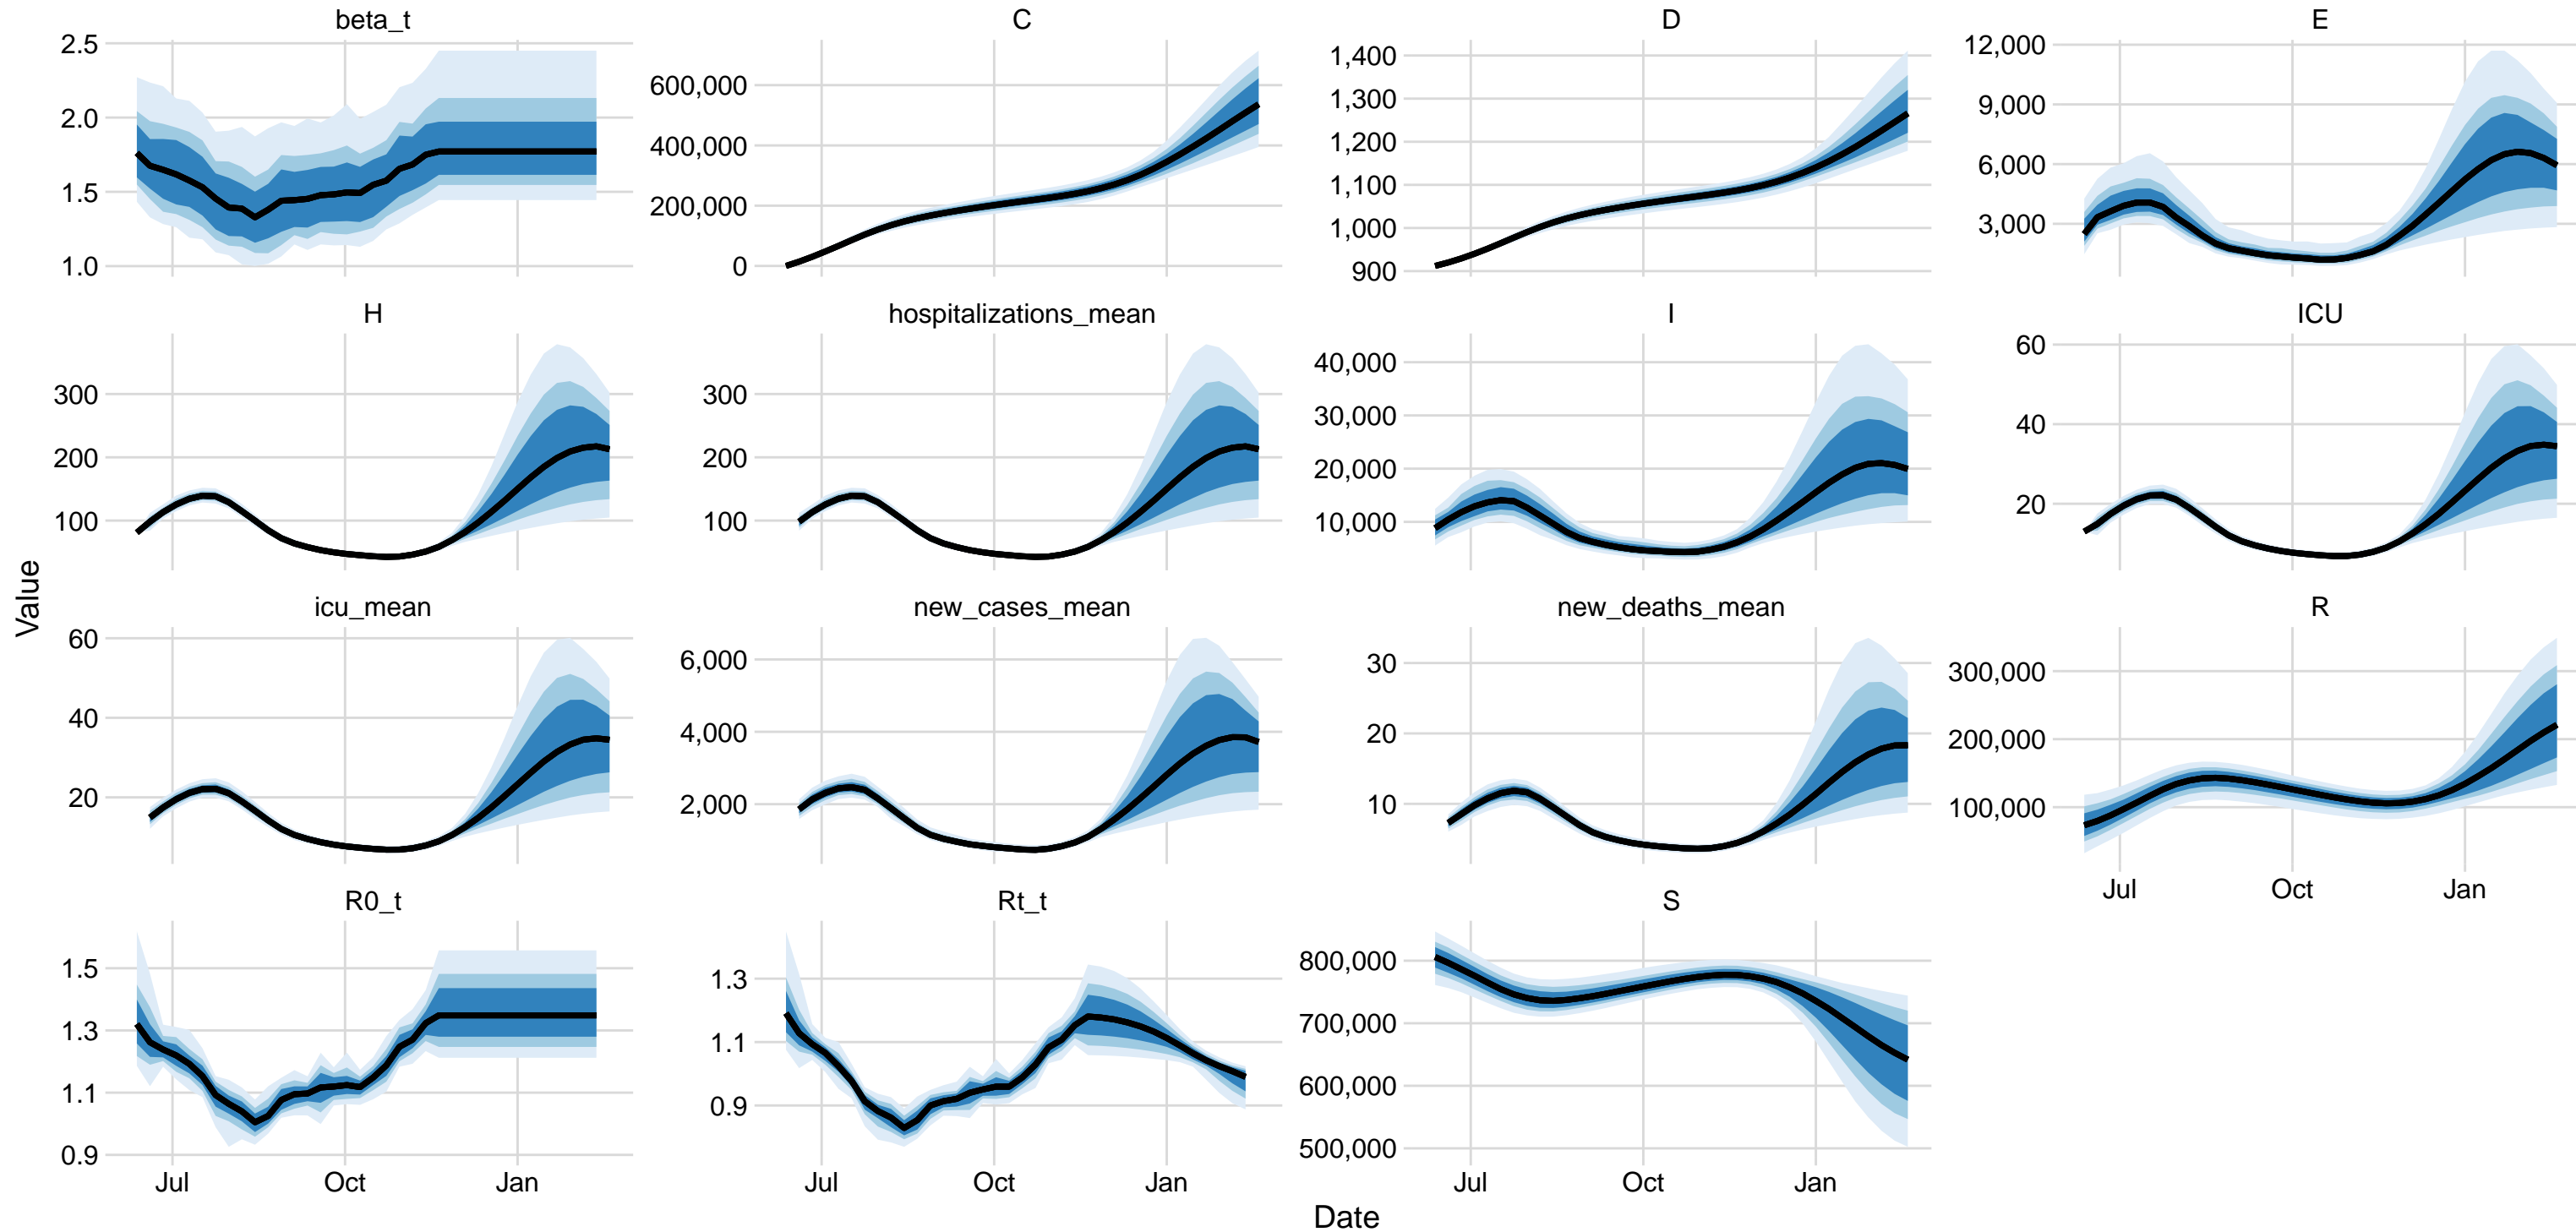 beta_t
C
D
E
2.5
2.0
1.5
1.0
600,000
400,000
200,000
0
1,400
1,300
1,200
1,100
1,000
900
12,000
9,000
6,000
3,000
H
hospitalizations_mean
I
ICU
300
200
100
300
200
100
40,000
30,000
20,000
10,000
60
40
20
Value
icu_mean
new_cases_mean
new_deaths_mean
R
60
40
20
6,000
4,000
2,000
30
20
10
300,000
200,000
100,000
Jul Oct Jan
R0_t
Rt_t
S
1.5
1.3
1.1
0.9
1.3
1.1
0.9
800,000
700,000
600,000
500,000
Jul Oct Jan
Jul Oct Jan
Jul Oct Jan
Date